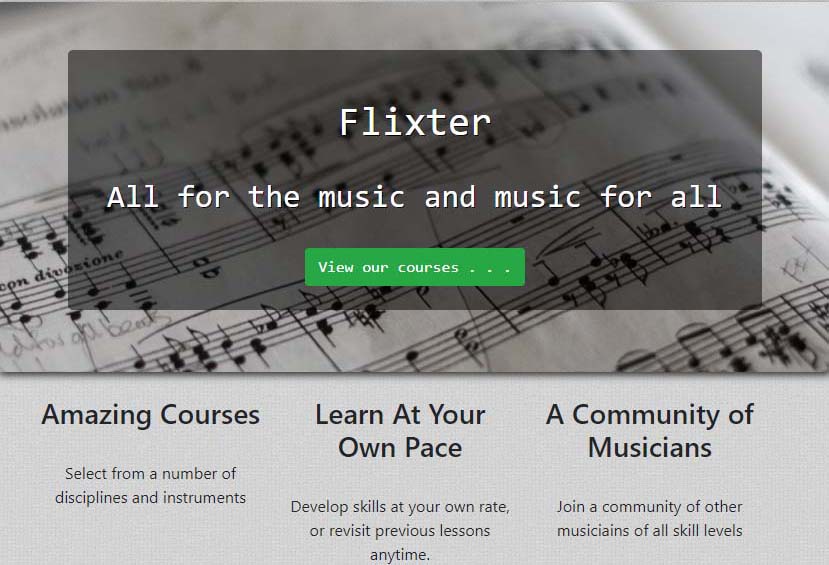 Flixter
All for the music and music for all
View our courses . . .
con divozione
Amazing Courses
Select from a number of
disciplines and instruments
Learn At Your
Own Pace
Develop skills at your own rate,
or revisit previous lessons
anytime.
A Community of
Musicians
Join a community of other
musiciains of all skill levels